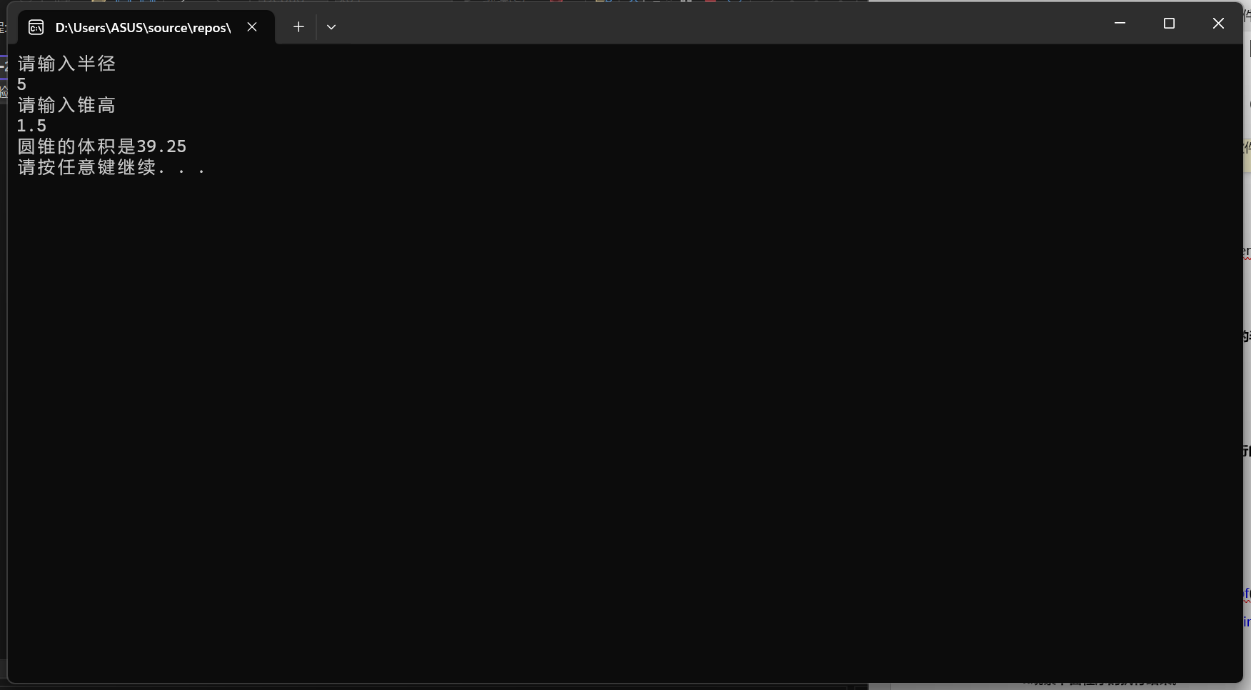 D:\Users\ASUS\source\repos\
请输入半径
5
请输入锥高
1.5
圆锥的体积是39.25
请按任意键继续. . .